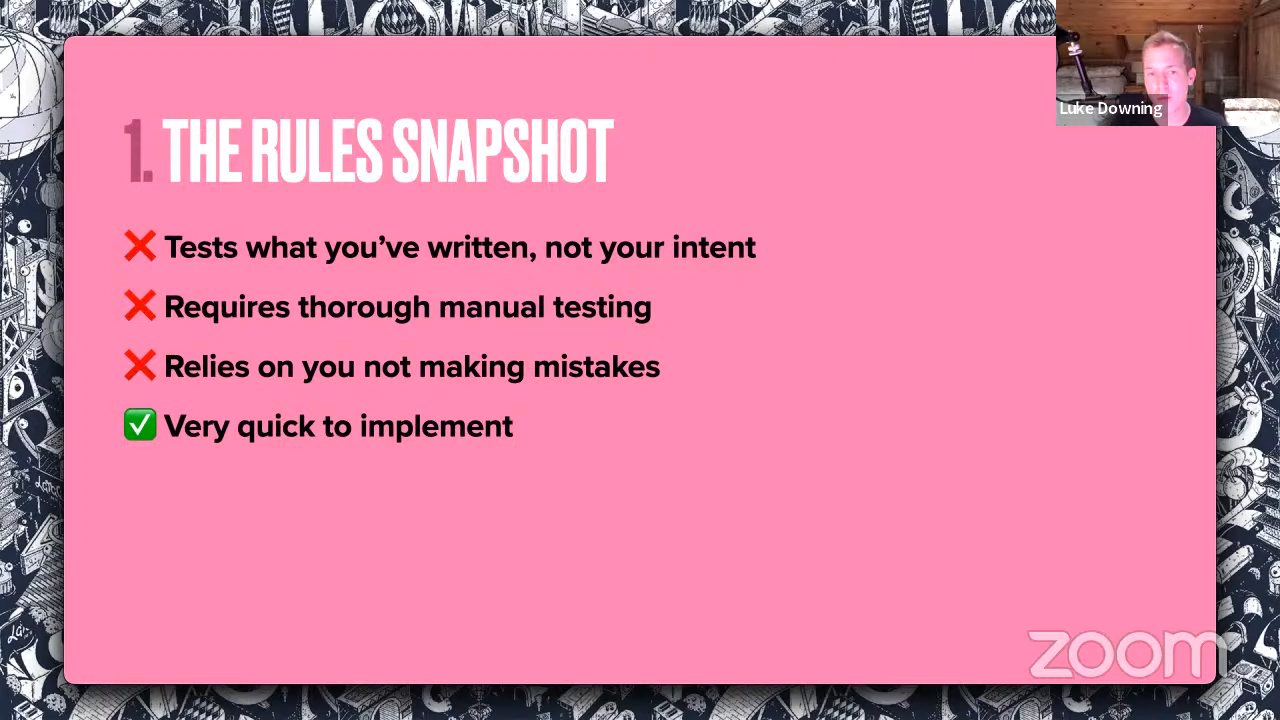 Luke Downing
1. THE RULES SNAPSHOT
❌ Tests what you’ve written, not your intent
❌ Requires thorough manual testing
❌ Relies on you not making mistakes
✅ Very quick to implement
zoom